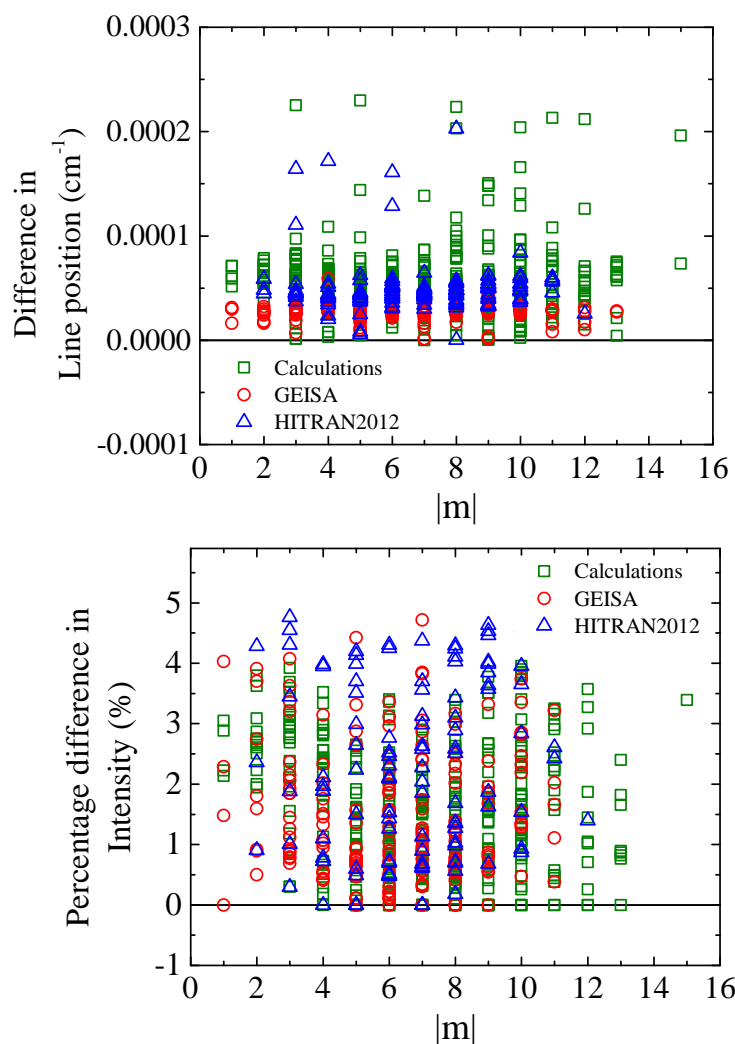 0.0003
0.0002
0.0001
0.0000
-0.0001
Difference in
Line position (cm⁻¹)
Calculations
GEISA
HITRAN2012
0 2 4 6 8 10 12 14 16
|m|
5
4
3
2
1
0
-1
Percentage difference in
Intensity (%)
Calculations
GEISA
HITRAN2012
0 2 4 6 8 10 12 14 16
|m|